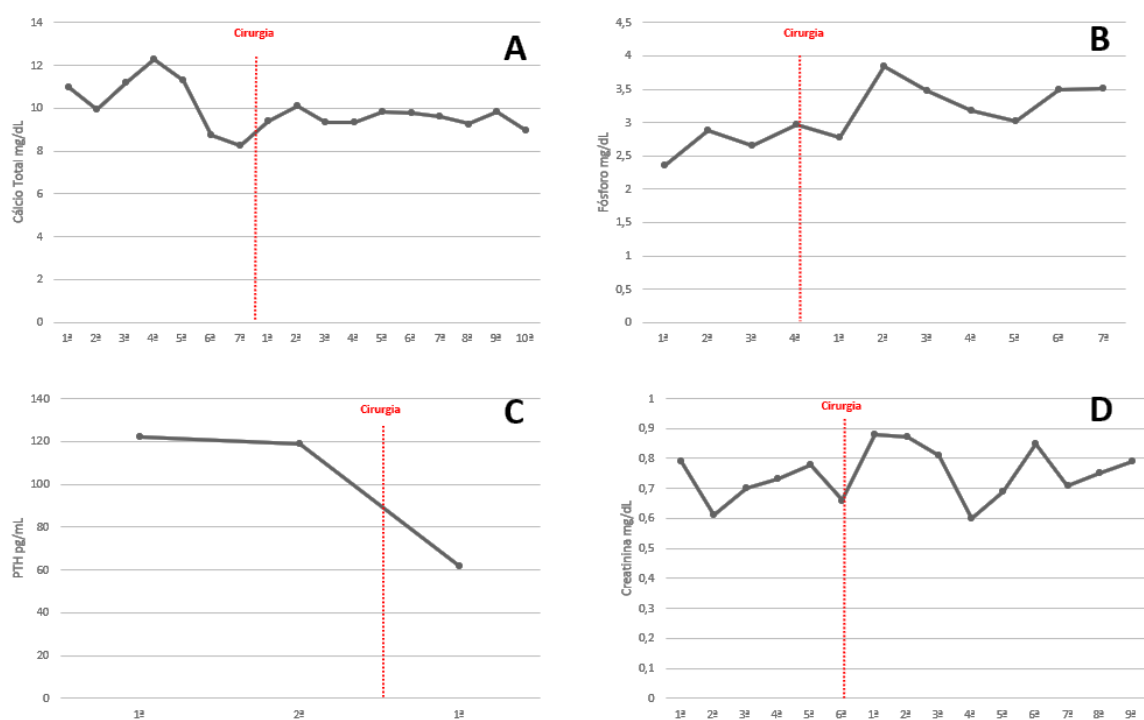 A
Cirurgia
Cálcio Total mg/dL
14
12
10
8
6
4
2
0
1ª 2ª 3ª 4ª 5ª 6ª 7ª 1ª 2ª 3ª 4ª 5ª 6ª 7ª 8ª 9ª 10ª
B
Cirurgia
Fósforo mg/dL
4,5
4
3,5
3
2,5
2
1,5
1
0,5
0
1ª 2ª 3ª 4ª 1ª 2ª 3ª 4ª 5ª 6ª 7ª
C
Cirurgia
PTH pg/mL
140
120
100
80
60
40
20
0
1ª 2ª 1ª
D
Cirurgia
Creatinina mg/dL
1
0,9
0,8
0,7
0,6
0,5
0,4
0,3
0,2
0,1
0
1ª 2ª 3ª 4ª 5ª 6ª 1ª 2ª 3ª 4ª 5ª 6ª 7ª 8ª 9ª